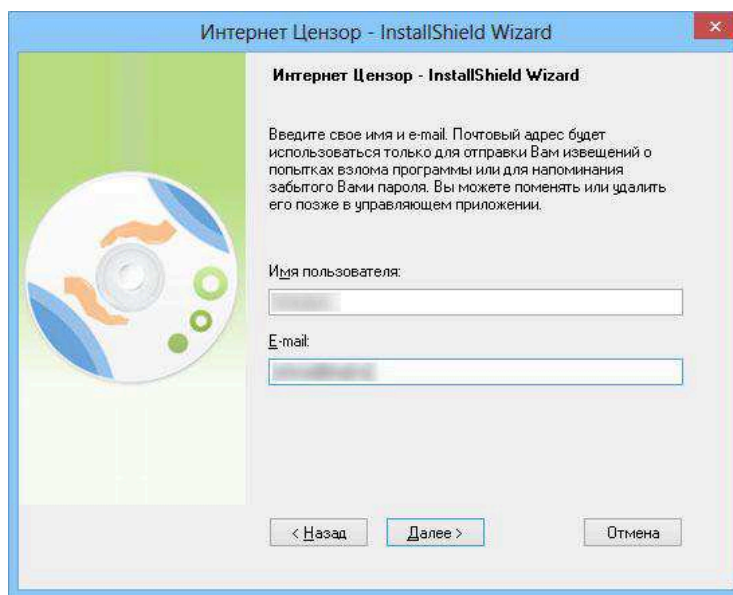 Интернет Цензор - InstallShield Wizard
Интернет Цензор - InstallShield Wizard
Введите свое имя и e-mail. Почтовый адрес будет
использоваться только для отправки Вам извещений о
попытках взлома программы или для напоминания
забытого Вами пароля. Вы можете поменять или удалить
его позже в управляющем приложении.
Имя пользователя:
E-mail:
< Назад
Далее >
Отмена